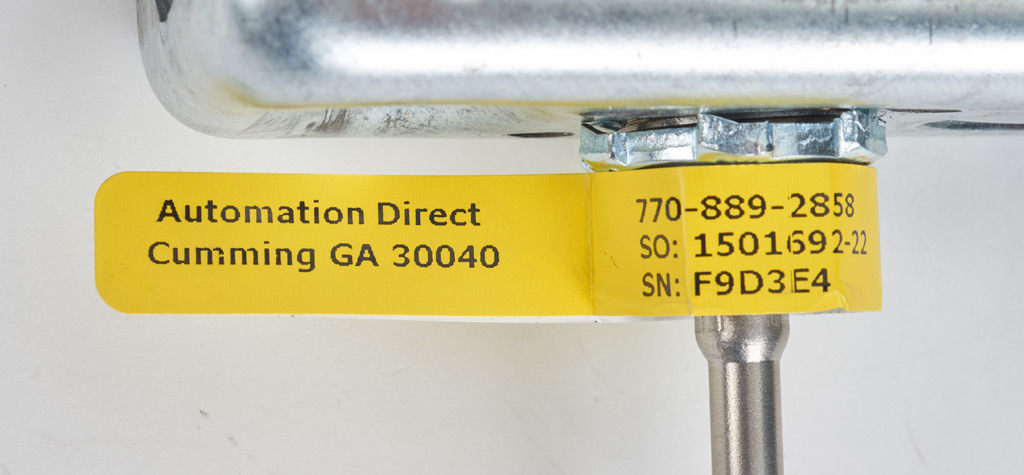 Automation Direct
Cumming GA 30040
770-889-2858
SO: 1501692-22
SN: F9D3E4